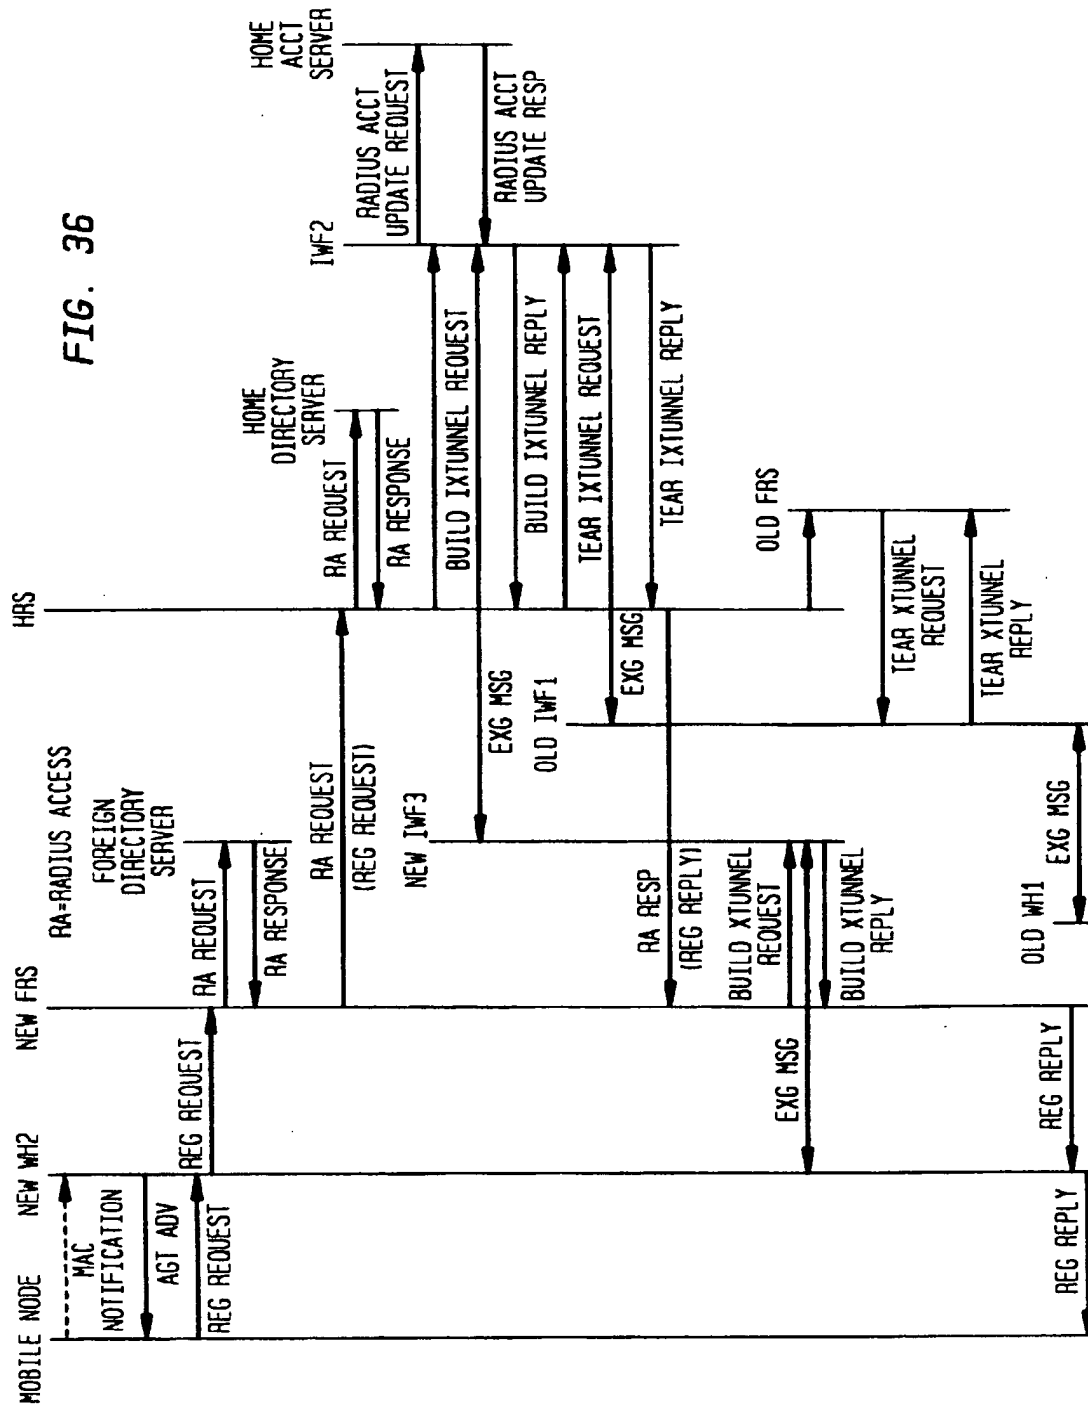 FIG. 36
MOBILE NODE
NEW WH2
NEW FRS
RA=RADIUS ACCESS
FOREIGN
DIRECTORY
SERVER
HRS
HOME
DIRECTORY
SERVER
IWF2
HOME
ACCT
SERVER
MAC
NOTIFICATION
AGT ADV
REG REQUEST
REG REQUEST
RA REQUEST
RA RESPONSE
RA REQUEST
(REG REQUEST)
RA REQUEST
RA RESPONSE
RADIUS ACCT
UPDATE REQUEST
RADIUS ACCT
UPDATE RESP
BUILD IXTUNNEL REQUEST
NEW IWF3
EXG MSG
BUILD IXTUNNEL REPLY
TEAR IXTUNNEL REQUEST
OLD IWF1
EXG MSG
TEAR IXTUNNEL REPLY
RA RESP
(REG REPLY)
BUILD XTUNNEL
REQUEST
EXG MSG
BUILD XTUNNEL
REPLY
OLD FRS
TEAR XTUNNEL
REQUEST
TEAR XTUNNEL
REPLY
OLD WH1
EXG MSG
REG REPLY
REG REPLY